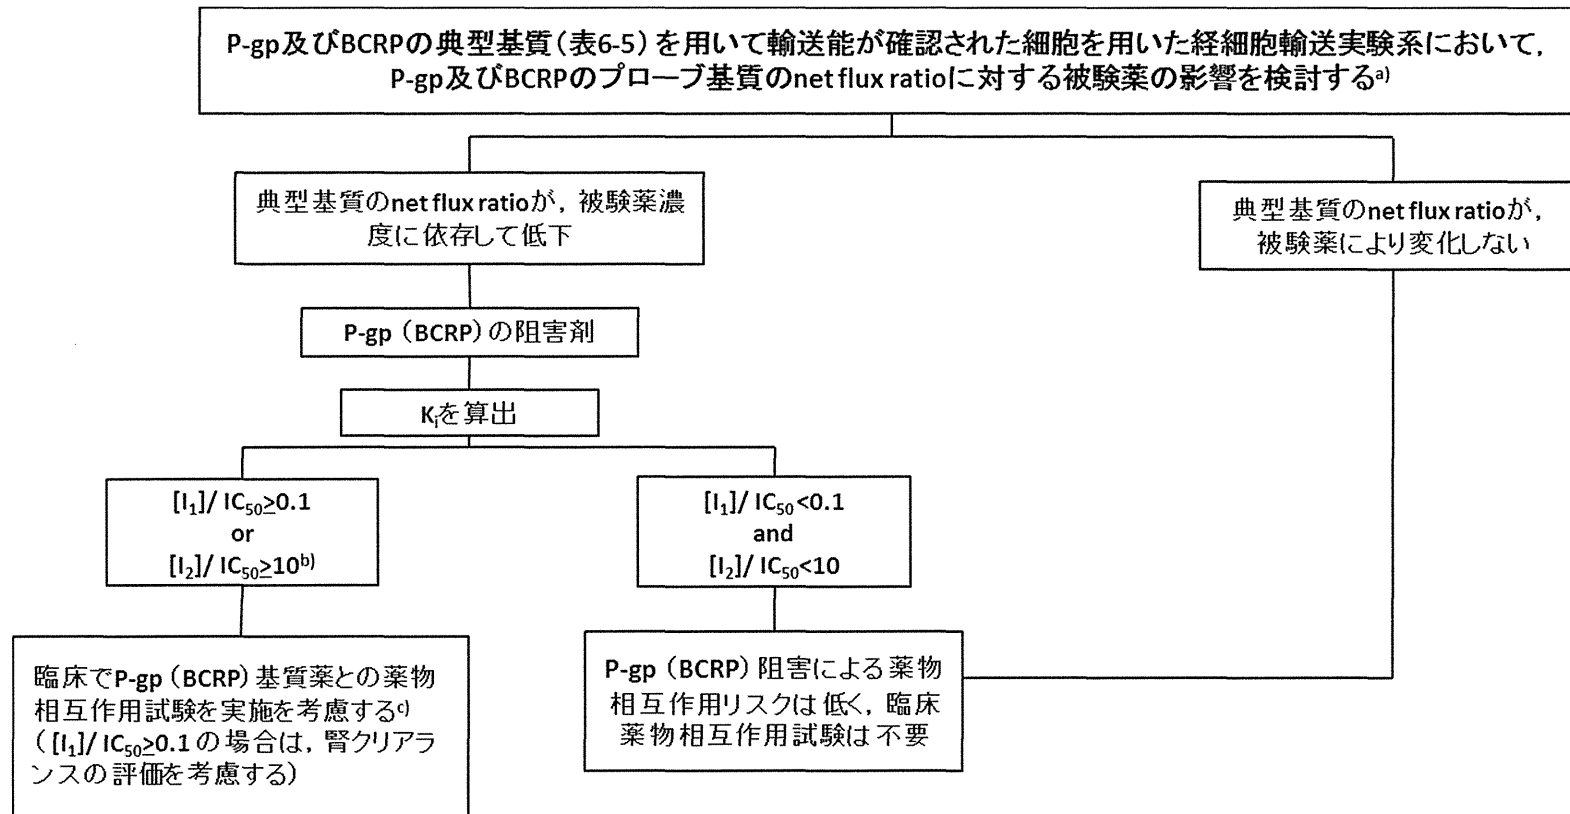 P-gp及びBCRPの典型基質(表6-5)を用いて輸送能が確認された細胞を用いた経細胞輸送実験系において,
P-gp及びBCRPのプローブ基質のnet flux ratioに対する被験薬の影響を検討するa)
典型基質のnet flux ratioが, 被験薬濃
度に依存して低下
典型基質のnet flux ratioが,
被験薬により変化しない
P-gp (BCRP)の阻害剤
Kiを算出
[I1]/ IC50≥0.1
or
[I2]/ IC50≥10b)
[I1]/ IC50<0.1
and
[I2]/ IC50<10
臨床でP-gp (BCRP)基質薬との薬物
相互作用試験を実施を考慮するc)
([I1]/ IC50≥0.1の場合は, 腎クリアラ
ンスの評価を考慮する)
P-gp (BCRP)阻害による薬物
相互作用リスクは低く, 臨床
薬物相互作用試験は不要